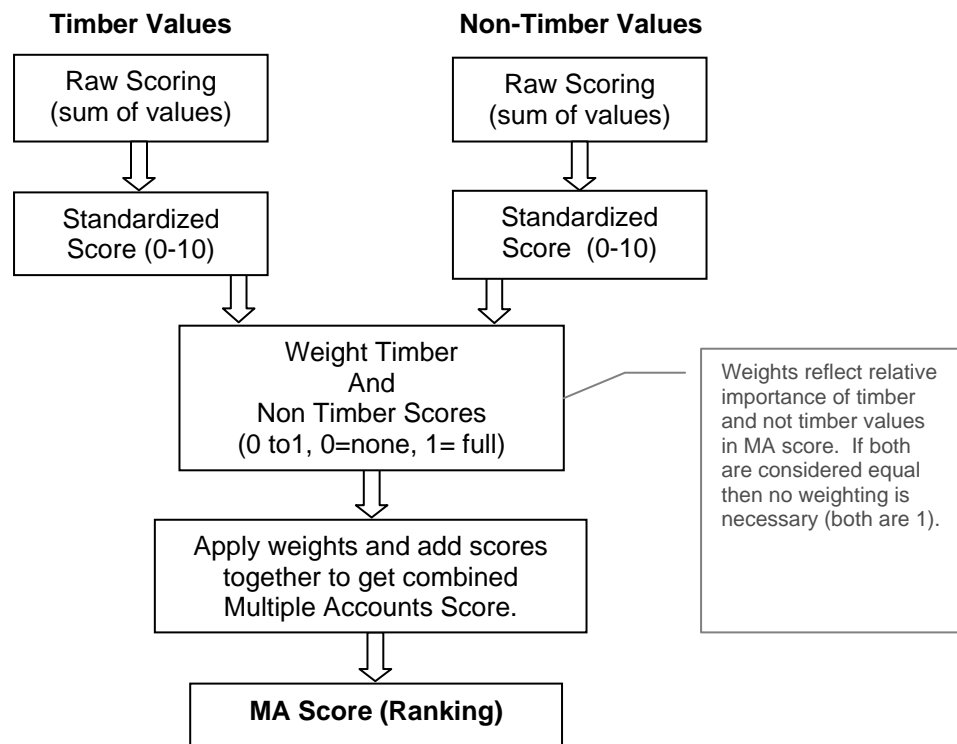 Timber Values
Non-Timber Values
Raw Scoring
(sum of values)
Raw Scoring
(sum of values)
Standardized
Score (0-10)
Standardized
Score  (0-10)
Weight Timber
And
Non Timber Scores
(0 to1, 0=none, 1= full)
Weights reflect relative
importance of timber
and not timber values
in MA score.  If both
are considered equal
then no weighting is
necessary (both are 1).
Apply weights and add scores
together to get combined
Multiple Accounts Score.
MA Score (Ranking)